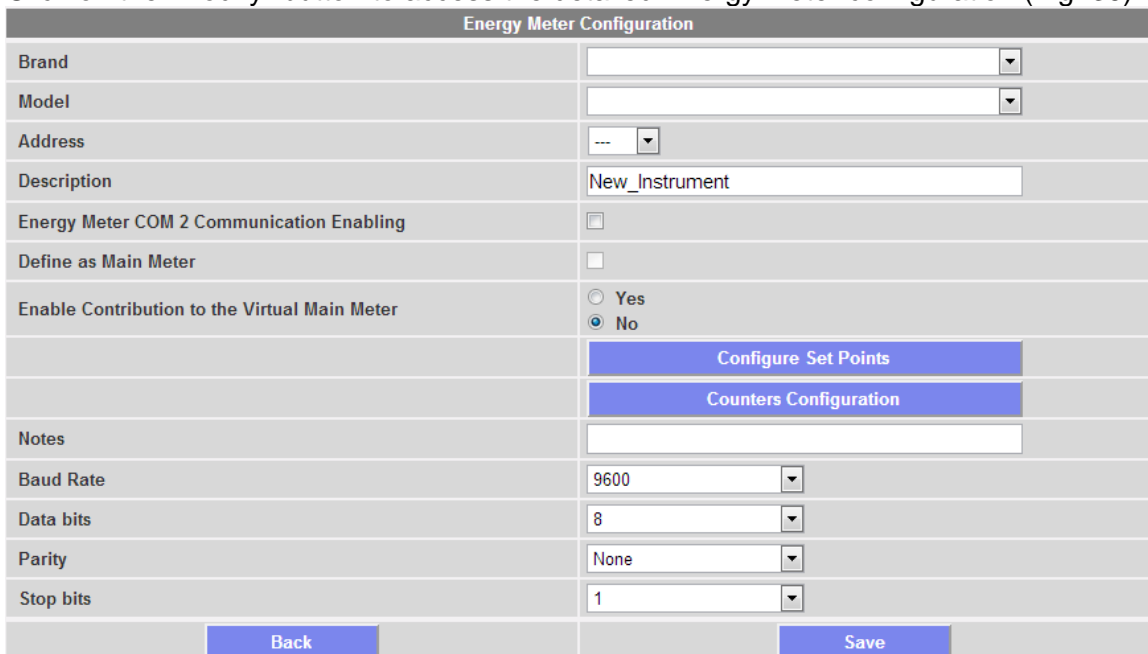 Energy Meter Configuration
Brand
Model
Address ---
Description New_Instrument
Energy Meter COM 2 Communication Enabling
Define as Main Meter
Enable Contribution to the Virtual Main Meter
Yes
No
Configure Set Points
Counters Configuration
Notes
Baud Rate 9600
Data bits 8
Parity None
Stop bits 1
Back Save